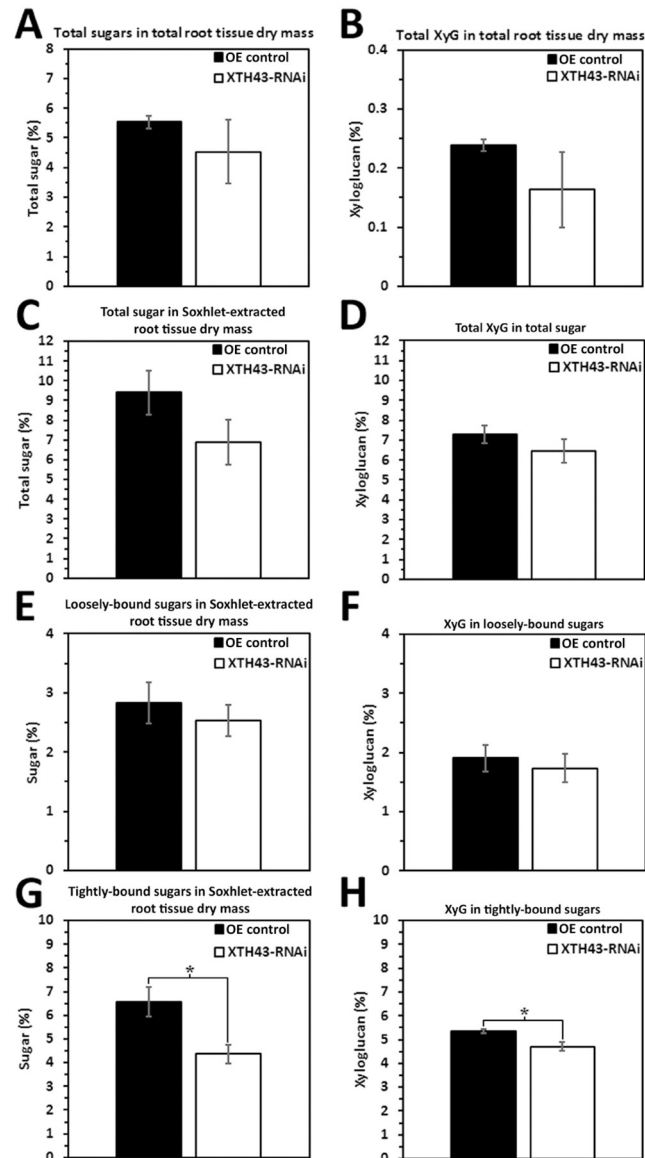 A
Total sugars in total root tissue dry mass
OE control
XTH43-RNAi
Total sugar (%)
8
7
6
5
4
3
2
1
0
B
Total XyG in total root tissue dry mass
OE control
XTH43-RNAi
Xyloglucan (%)
0.4
0.3
0.2
0.1
0
C
Total sugar in Soxhlet-extracted
root tissue dry mass
OE control
XTH43-RNAi
Total sugar (%)
12
11
10
9
8
7
6
5
4
3
2
1
0
D
Total XyG in total sugar
OE control
XTH43-RNAi
Xyloglucan (%)
12
11
10
9
8
7
6
5
4
3
2
1
0
E
Loosely-bound sugars in Soxhlet-extracted
root tissue dry mass
OE control
XTH43-RNAi
Sugar (%)
4
3
2
1
0
F
XyG in loosely-bound sugars
OE control
XTH43-RNAi
Xyloglucan (%)
4
3
2
1
0
G
Tightly-bound sugars in Soxhlet-extracted
root tissue dry mass
OE control
XTH43-RNAi
*
Sugar (%)
10
9
8
7
6
5
4
3
2
1
0
H
XyG in tightly-bound sugars
OE control
XTH43-RNAi
*
Xyloglucan (%)
10
9
8
7
6
5
4
3
2
1
0